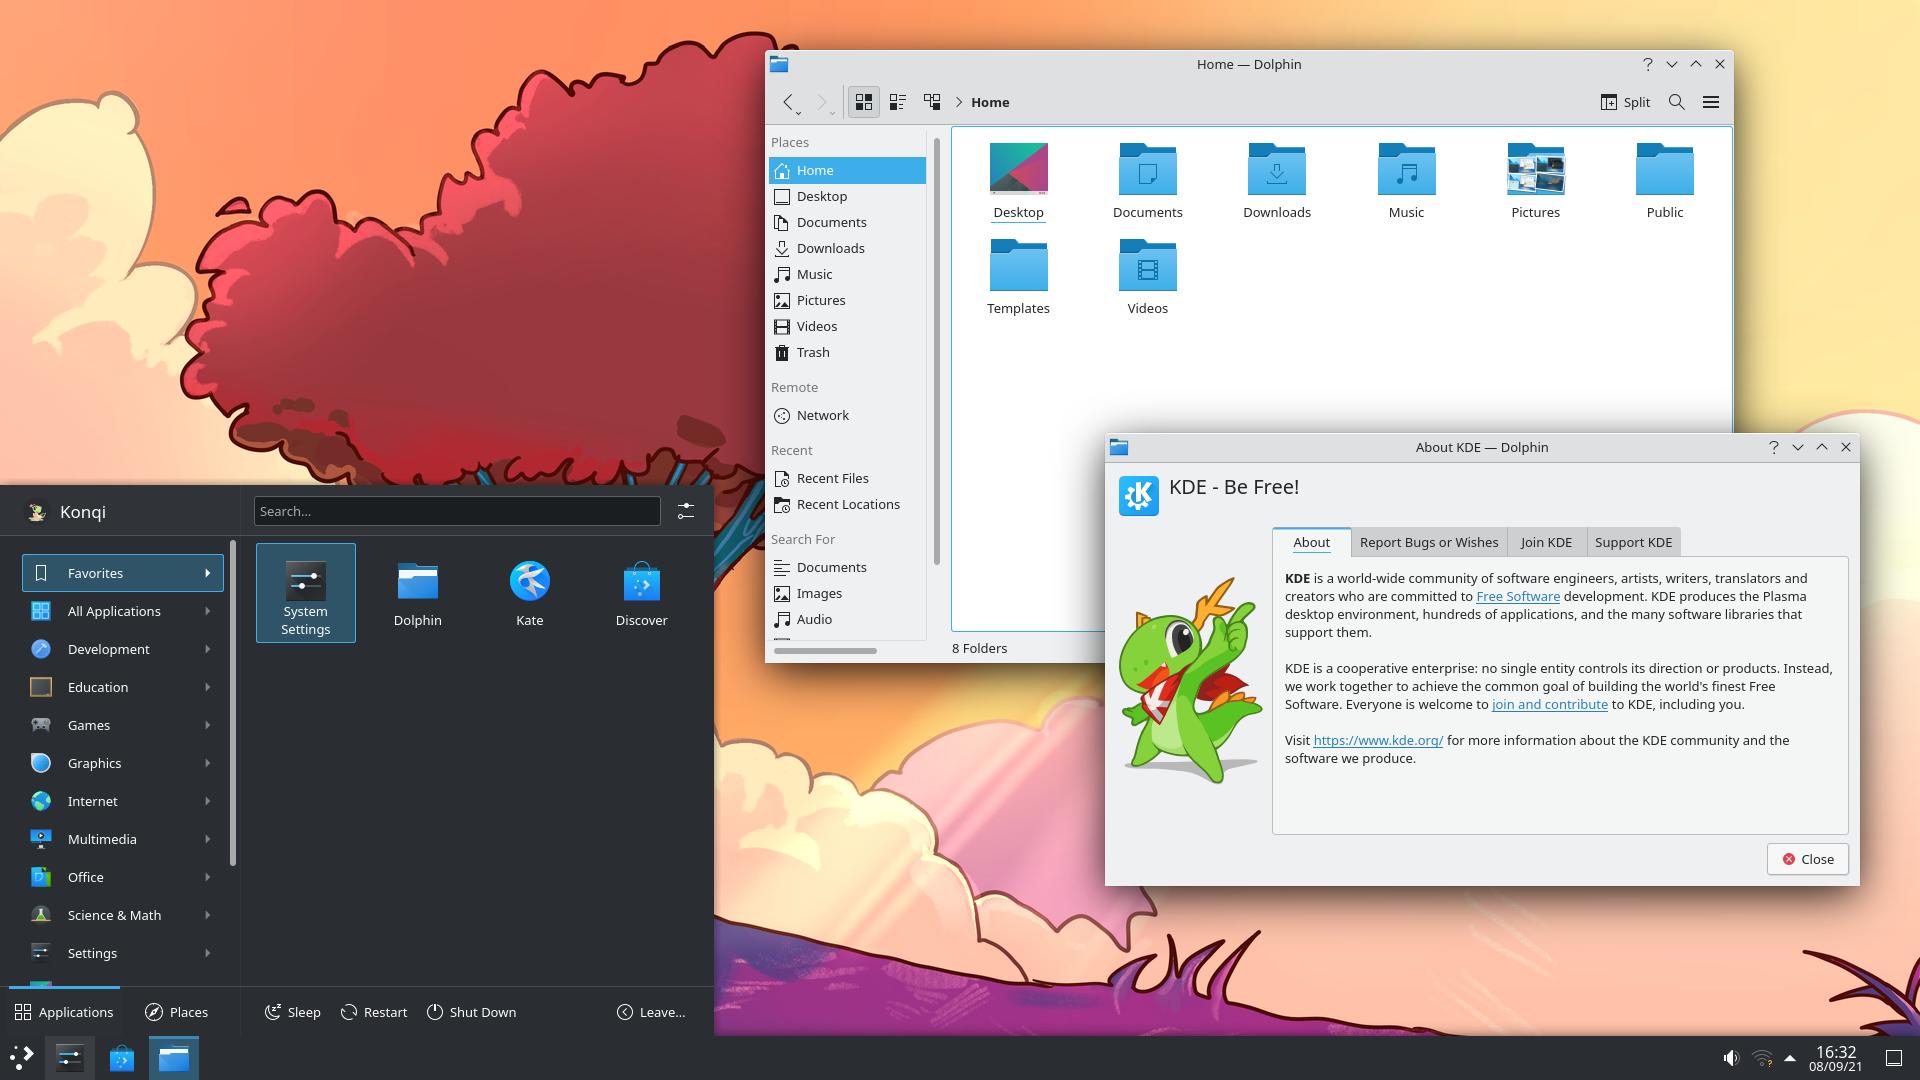 Home — Dolphin
Home
Split
Places
Home
Desktop
Documents
Downloads
Music
Pictures
Videos
Trash
Remote
Network
Recent
Recent Files
Recent Locations
Search For
Documents
Images
Audio
Desktop
Documents
Downloads
Music
Pictures
Public
Templates
Videos
8 Folders
About KDE — Dolphin
KDE - Be Free!
About
Report Bugs or Wishes
Join KDE
Support KDE
KDE is a world-wide community of software engineers, artists, writers, translators and
creators who are committed to Free Software development. KDE produces the Plasma
desktop environment, hundreds of applications, and the many software libraries that
support them.
KDE is a cooperative enterprise: no single entity controls its direction or products. Instead,
we work together to achieve the common goal of building the world's finest Free
Software. Everyone is welcome to join and contribute to KDE, including you.
Visit https://www.kde.org/ for more information about the KDE community and the
software we produce.
Close
Konqi
Search...
Favorites
All Applications
Development
Education
Games
Graphics
Internet
Multimedia
Office
Science & Math
Settings
System
Settings
Dolphin
Kate
Discover
Applications
Places
Sleep
Restart
Shut Down
Leave...
16:32
08/09/21